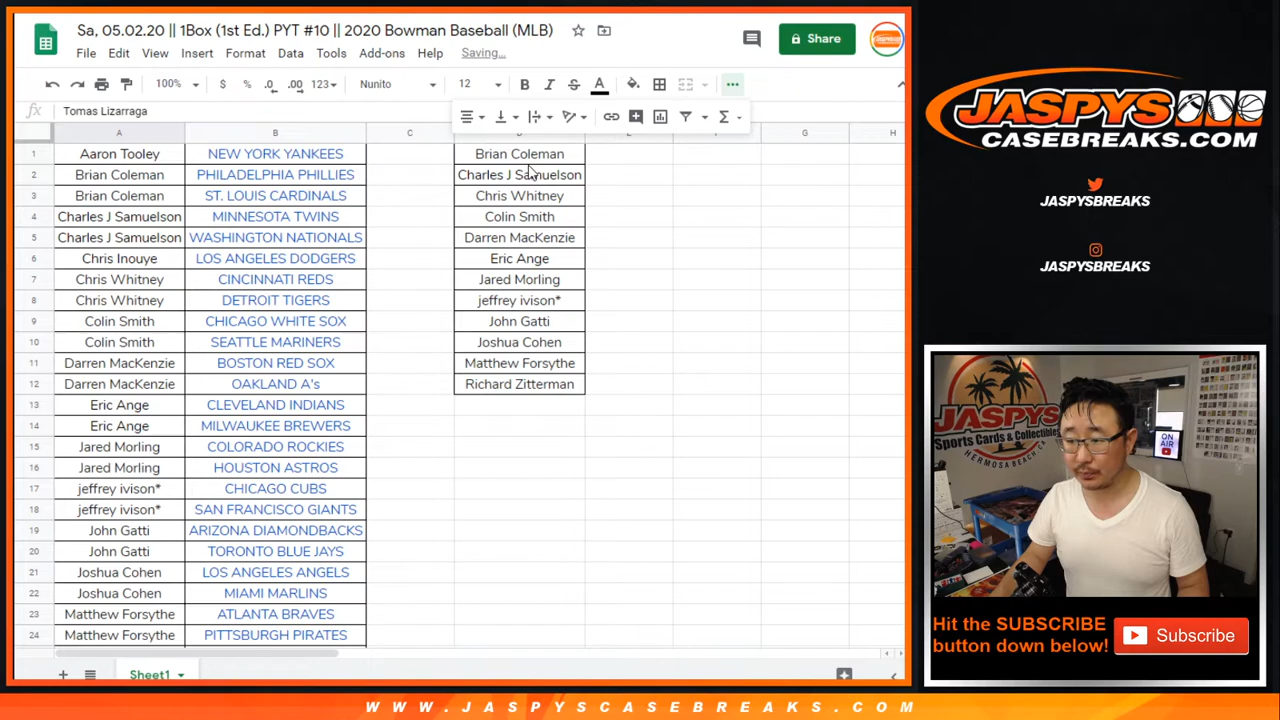 Sa, 05.02.20 || 1Box (1st Ed.) PYT #10 || 2020 Bowman Baseball (MLB)
File Edit View Insert Format Data Tools Add-ons Help Saving...
Share
100% $ % .0 .00 123 Nunito 12 B I S A
fx Tomas Lizarraga
A B C D E F G H
1 Aaron Tooley NEW YORK YANKEES Brian Coleman
2 Brian Coleman PHILADELPHIA PHILLIES Charles J Samuelson
3 Brian Coleman ST. LOUIS CARDINALS Chris Whitney
4 Charles J Samuelson MINNESOTA TWINS Colin Smith
5 Charles J Samuelson WASHINGTON NATIONALS Darren MacKenzie
6 Chris Inouye LOS ANGELES DODGERS Eric Ange
7 Chris Whitney CINCINNATI REDS Jared Morling
8 Chris Whitney DETROIT TIGERS jeffrey ivison*
9 Colin Smith CHICAGO WHITE SOX John Gatti
10 Colin Smith SEATTLE MARINERS Joshua Cohen
11 Darren MacKenzie BOSTON RED SOX Matthew Forsythe
12 Darren MacKenzie OAKLAND A's Richard Zitterman
13 Eric Ange CLEVELAND INDIANS
14 Eric Ange MILWAUKEE BREWERS
15 Jared Morling COLORADO ROCKIES
16 Jared Morling HOUSTON ASTROS
17 jeffrey ivison* CHICAGO CUBS
18 jeffrey ivison* SAN FRANCISCO GIANTS
19 John Gatti ARIZONA DIAMONDBACKS
20 John Gatti TORONTO BLUE JAYS
21 Joshua Cohen LOS ANGELES ANGELS
22 Joshua Cohen MIAMI MARLINS
23 Matthew Forsythe ATLANTA BRAVES
24 Matthew Forsythe PITTSBURGH PIRATES
Sheet1
JASPYS
CASEBREAKS.COM
JASPYSBREAKS
JASPYSBREAKS
JASPYS
Sports Cards & Collectibles
HERMOSA BEACH
ON
AIR
Hit the SUBSCRIBE
button down below!
Subscribe
WWW.JASPYSCASEBREAKS.COM